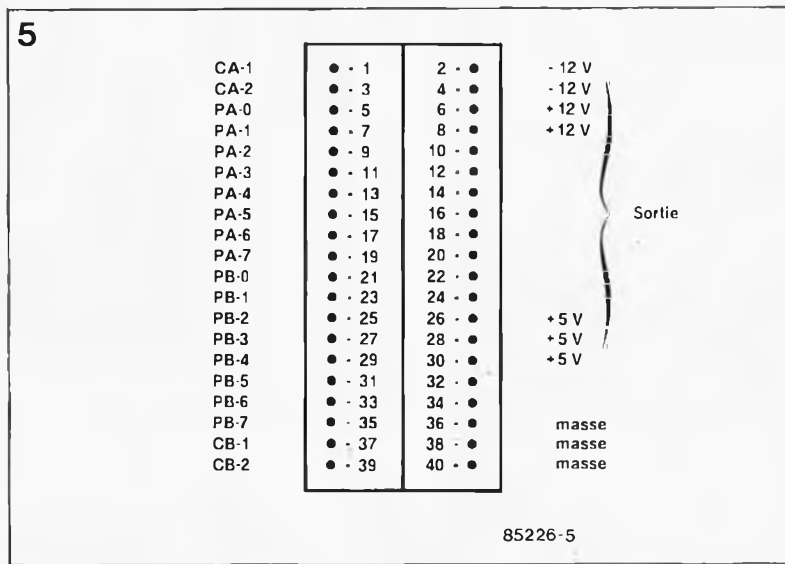 5
CA-1 ● - 1 2 - ● - 12 V
CA-2 ● - 3 4 - ● - 12 V
PA-0 ● - 5 6 - ● + 12 V
PA-1 ● - 7 8 - ● + 12 V
PA-2 ● - 9 10 - ●
PA-3 ● - 11 12 - ●
PA-4 ● - 13 14 - ●
PA-5 ● - 15 16 - ● Sortie
PA-6 ● - 17 18 - ●
PA-7 ● - 19 20 - ●
PB-0 ● - 21 22 - ●
PB-1 ● - 23 24 - ●
PB-2 ● - 25 26 - ● + 5 V
PB-3 ● - 27 28 - ● + 5 V
PB-4 ● - 29 30 - ● + 5 V
PB-5 ● - 31 32 - ●
PB-6 ● - 33 34 - ●
PB-7 ● - 35 36 - ● masse
CB-1 ● - 37 38 - ● masse
CB-2 ● - 39 40 - ● masse
85226-5